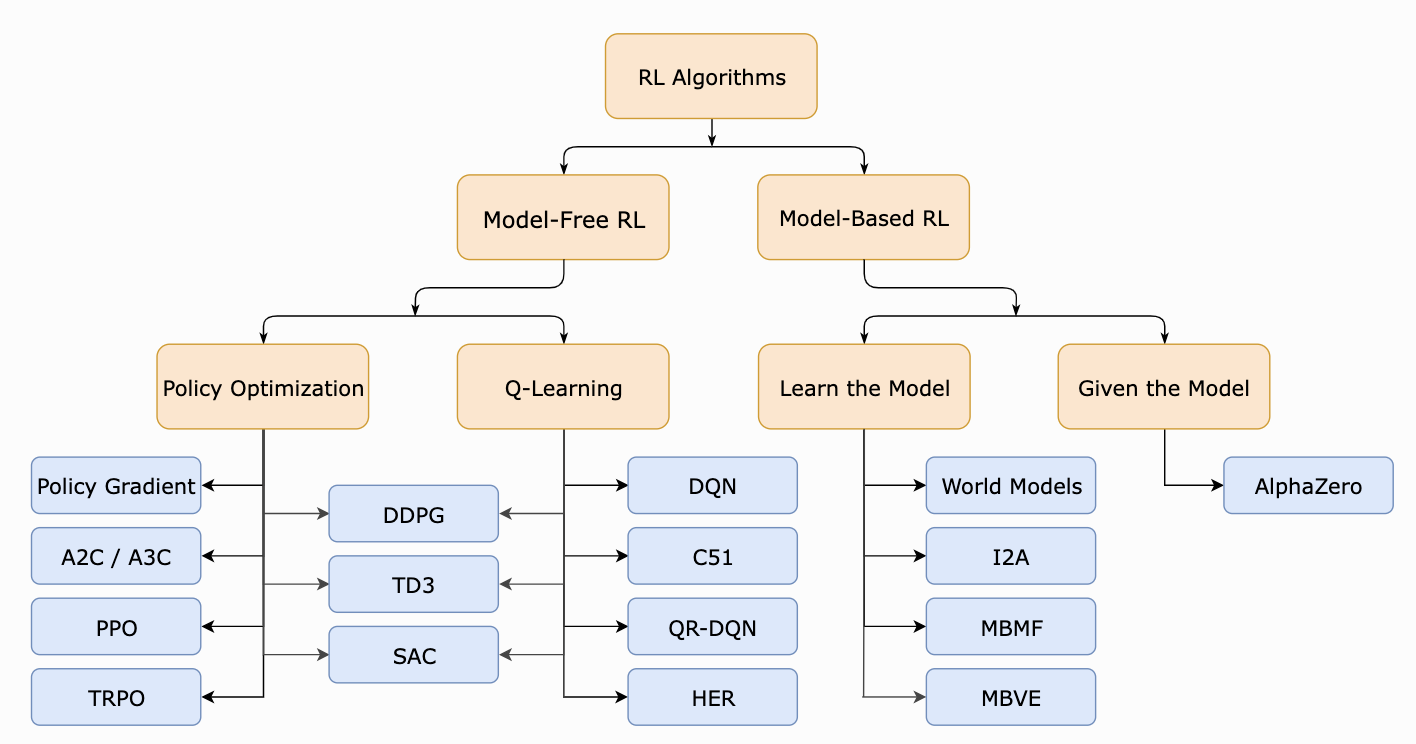 RL Algorithms
Model-Free RL
Model-Based RL
Policy Optimization
Q-Learning
Learn the Model
Given the Model
Policy Gradient
A2C / A3C
PPO
TRPO
DDPG
TD3
SAC
DQN
C51
QR-DQN
HER
World Models
I2A
MBMF
MBVE
AlphaZero